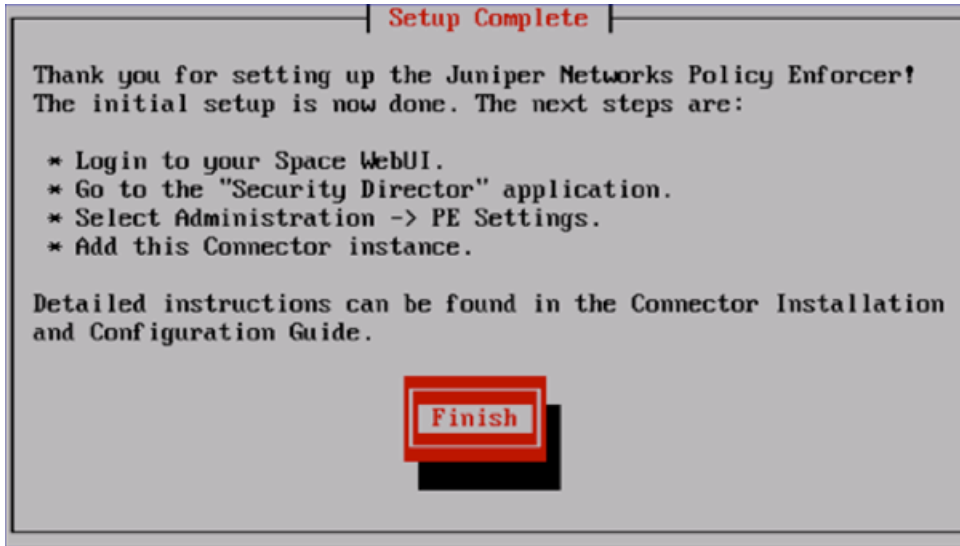 Setup Complete
Thank you for setting up the Juniper Networks Policy Enforcer!
The initial setup is now done. The next steps are:
* Login to your Space WebUI.
* Go to the "Security Director" application.
* Select Administration -> PE Settings.
* Add this Connector instance.
Detailed instructions can be found in the Connector Installation
and Configuration Guide.
Finish